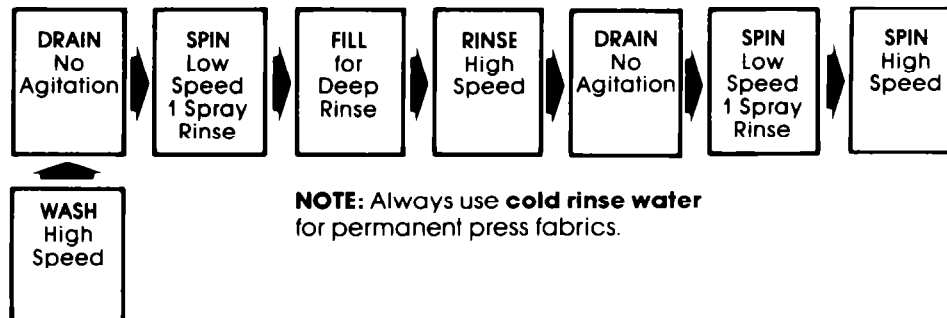 DRAIN
No
Agitation
SPIN
Low
Speed
1 Spray
Rinse
FILL
for
Deep
Rinse
RINSE
High
Speed
DRAIN
No
Agitation
SPIN
Low
Speed
1 Spray
Rinse
SPIN
High
Speed
WASH
High
Speed
NOTE: Always use cold rinse water
for permanent press fabrics.